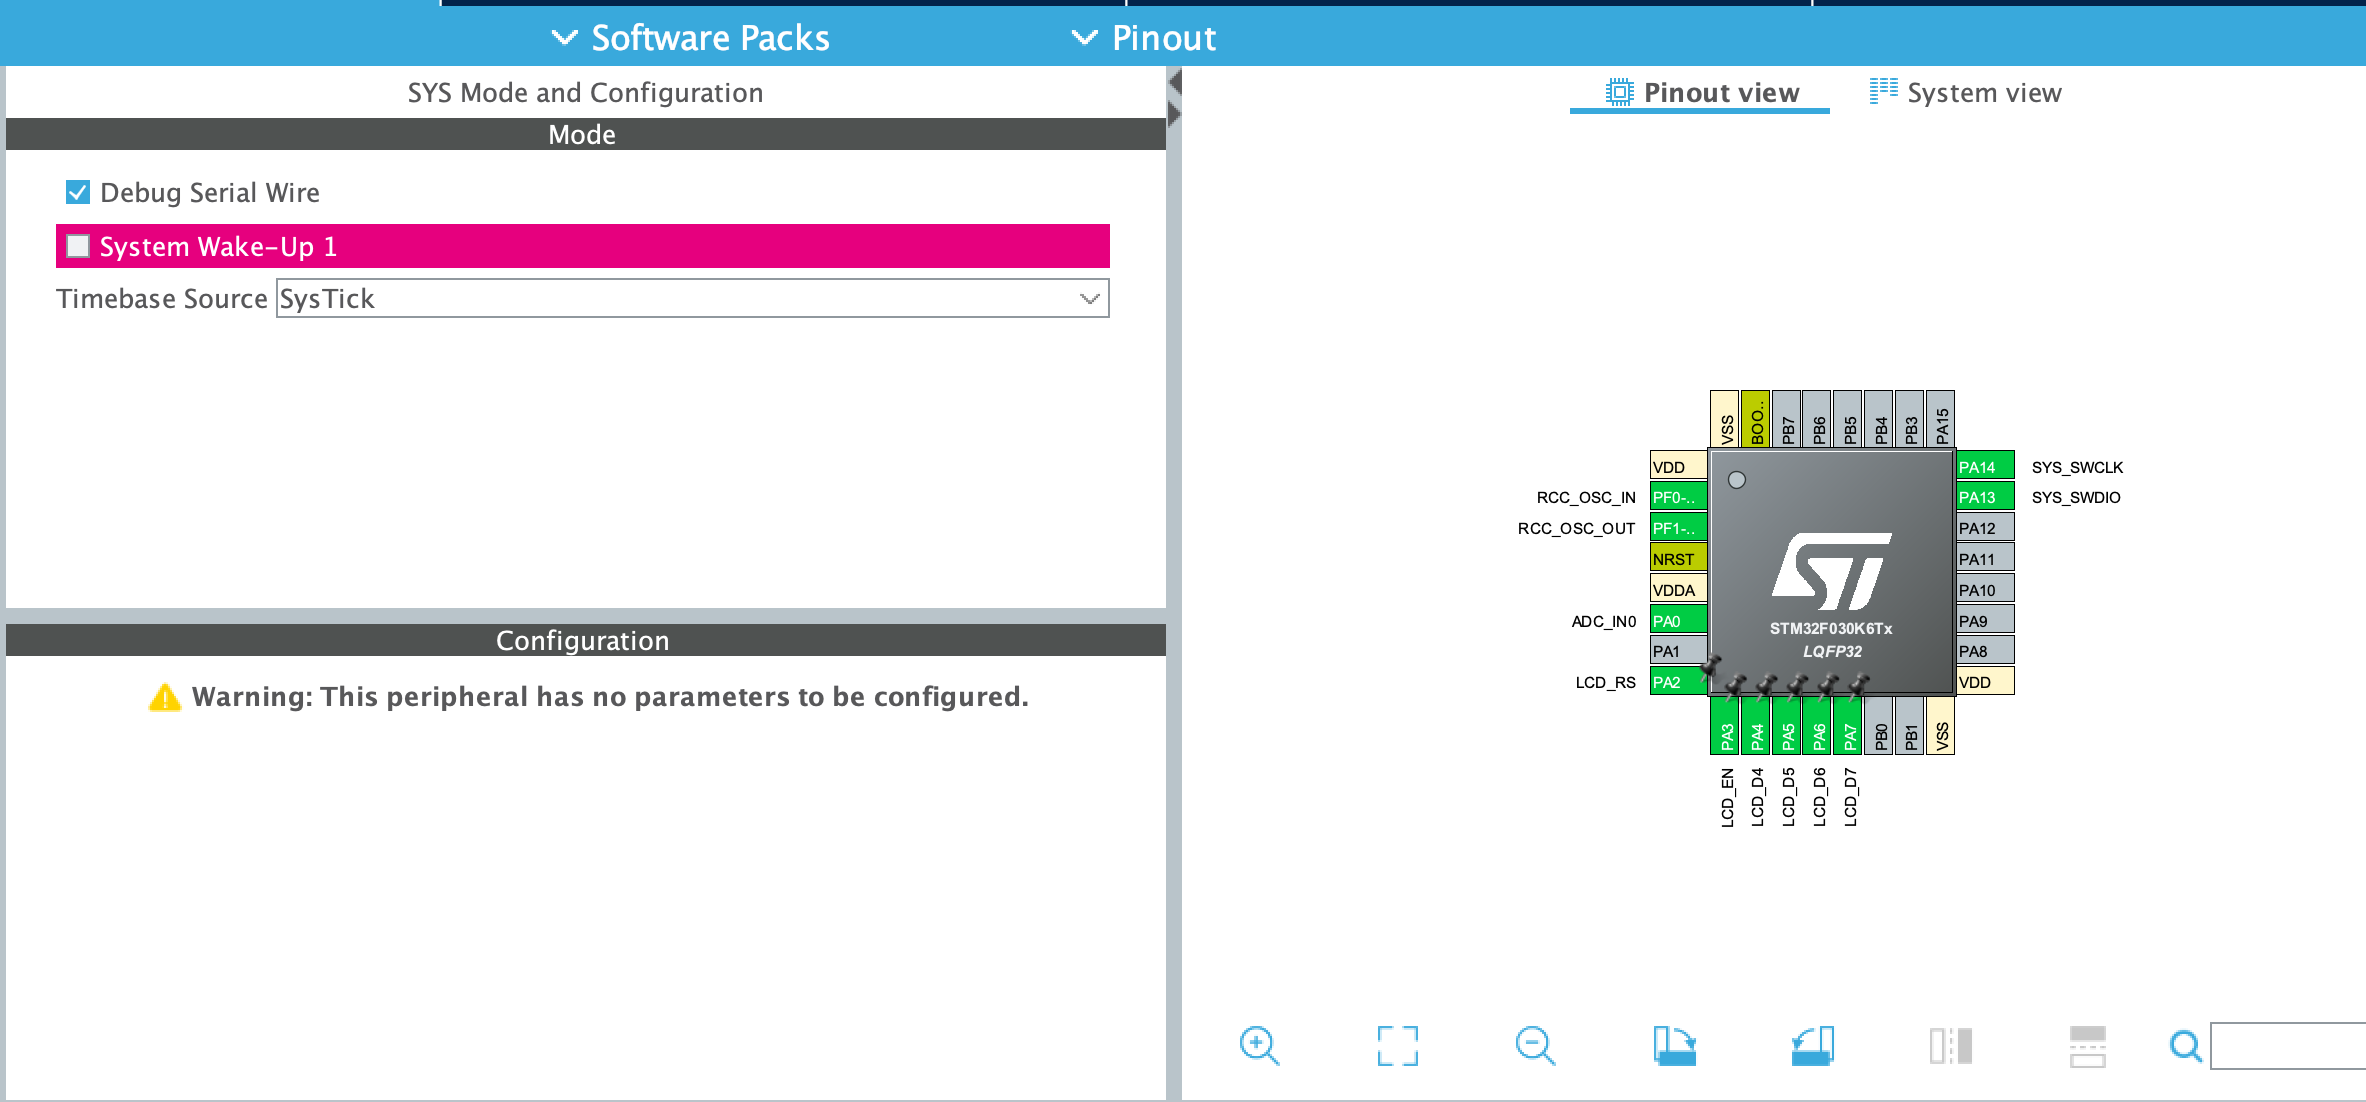 Software Packs
Pinout
SYS Mode and Configuration
Mode
Debug Serial Wire
System Wake-Up 1
Timebase Source SysTick
Configuration
Warning: This peripheral has no parameters to be configured.
Pinout view
System view
VSS
BOO..
PB7
PB6
PB5
PB4
PB3
PA15
VDD
RCC_OSC_IN PF0-..
RCC_OSC_OUT PF1-..
NRST
VDDA
ADC_IN0 PA0
PA1
LCD_RS PA2
ST
STM32F030K6Tx
LQFP32
PA14 SYS_SWCLK
PA13 SYS_SWDIO
PA12
PA11
PA10
PA9
PA8
VDD
PA3
PA4
PA5
PA6
PA7
PB0
PB1
VSS
LCD_EN
LCD_D4
LCD_D5
LCD_D6
LCD_D7